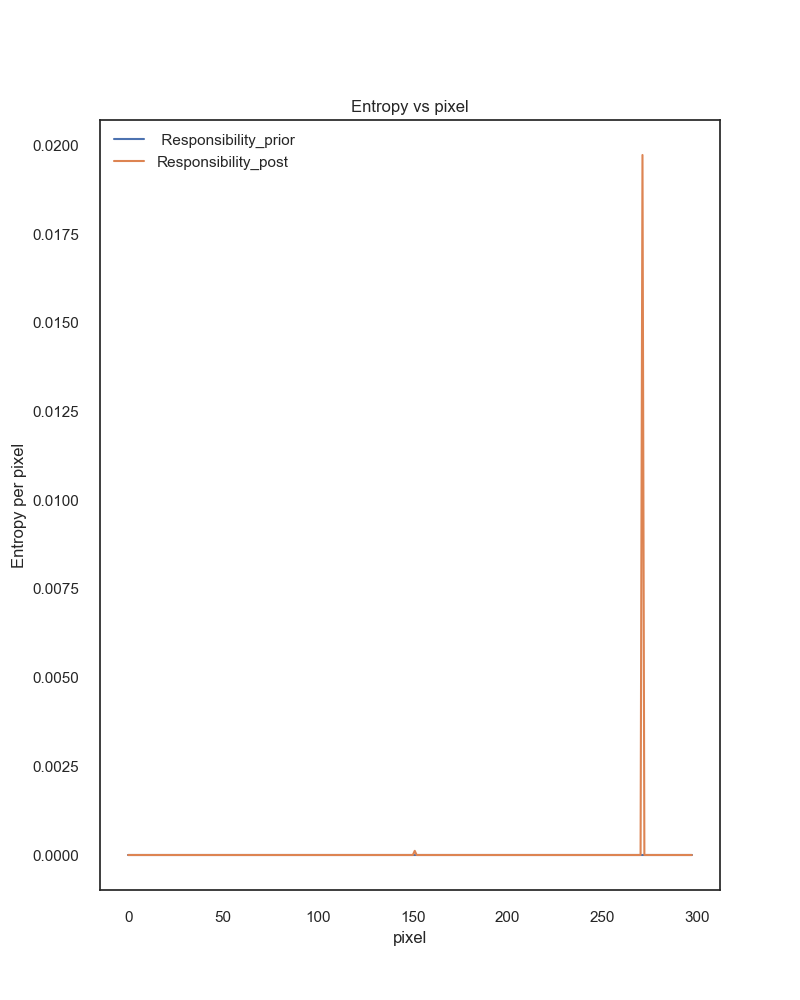 Entropy vs pixel
Responsibility_prior
Responsibility_post
0.0200
0.0175
0.0150
0.0125
0.0100
0.0075
0.0050
0.0025
0.0000
Entropy per pixel
0 50 100 150 200 250 300
pixel